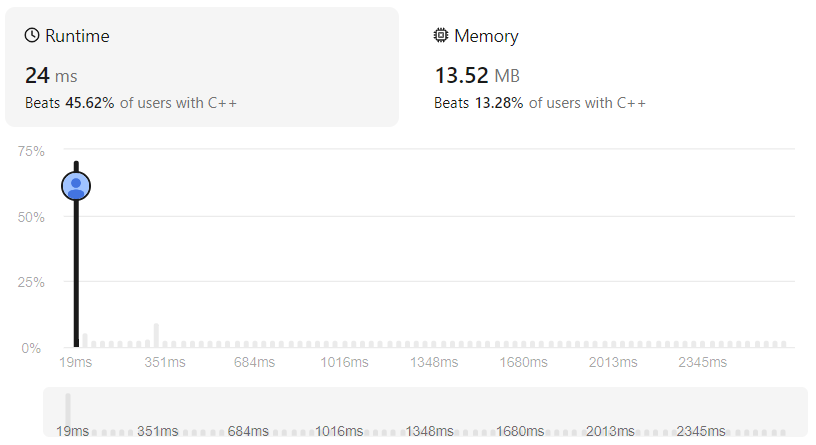 Runtime
24 ms
Beats 45.62% of users with C++
Memory
13.52 MB
Beats 13.28% of users with C++
75%
50%
25%
0%
19ms 351ms 684ms 1016ms 1348ms 1680ms 2013ms 2345ms
19ms 351ms 684ms 1016ms 1348ms 1680ms 2013ms 2345ms